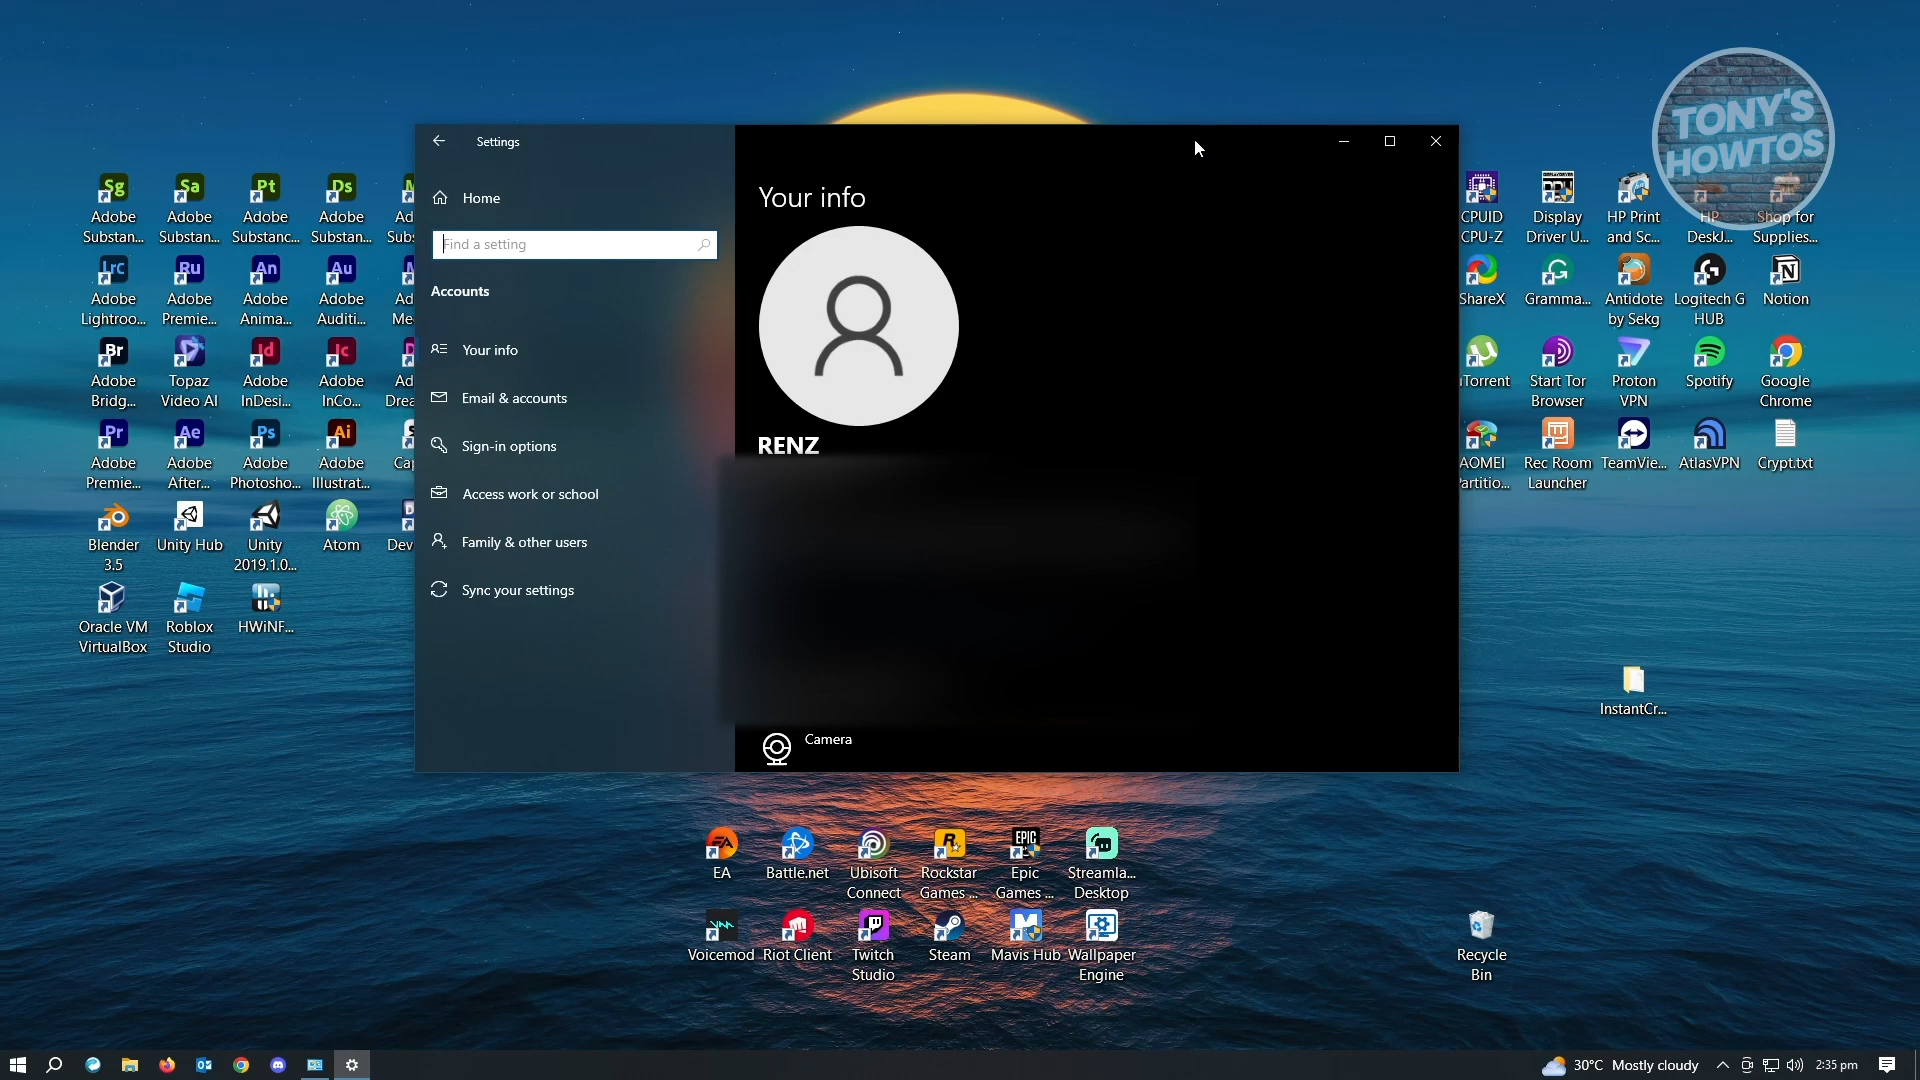 TONY'S
HOWTOS
Settings
Home
Find a setting
Accounts
Your info
Email & accounts
Sign-in options
Access work or school
Family & other users
Sync your settings
Your info
RENZ
Camera
Sg
Sa
Pt
Ds
Adobe
Substan...
Adobe
Substan...
Adobe
Substanc...
Adobe
Substan...
Ad
Subs
Lrc
Ru
An
Au
Adobe
Lightroo...
Adobe
Premie...
Adobe
Anima...
Adobe
Auditi...
Ad
Me
Br
Id
Ic
Adobe
Bridg...
Topaz
Video AI
Adobe
InDesi...
Adobe
InCo...
Ad
Drea
Pr
Ae
Ps
Ai
Adobe
Premie...
Adobe
After...
Adobe
Photosho...
Adobe
Illustrat...
Cap
Blender
3.5
Unity Hub
Unity
2019.1.0...
Atom
Dev
Oracle VM
VirtualBox
Roblox
Studio
HWiNF...
CPUID
CPU-Z
Display
Driver U...
HP Print
and Sc...
HP
DeskJ...
Shop for
Supplies...
ShareX
Gramma...
Antidote
by Sekg
Logitech G
HUB
Notion
Torrent
Start Tor
Browser
Proton
VPN
Spotify
Google
Chrome
AOMEI
Partitio...
Rec Room
Launcher
TeamVie...
AtlasVPN
Crypt.txt
InstantCr...
EA
Battle.net
Ubisoft
Connect
Rockstar
Games ...
EPIC
Epic
Games ...
Streamla...
Desktop
Voicemod
Riot Client
Twitch
Studio
Steam
Mavis Hub
Wallpaper
Engine
Recycle
Bin
30°C Mostly cloudy
2:35 pm